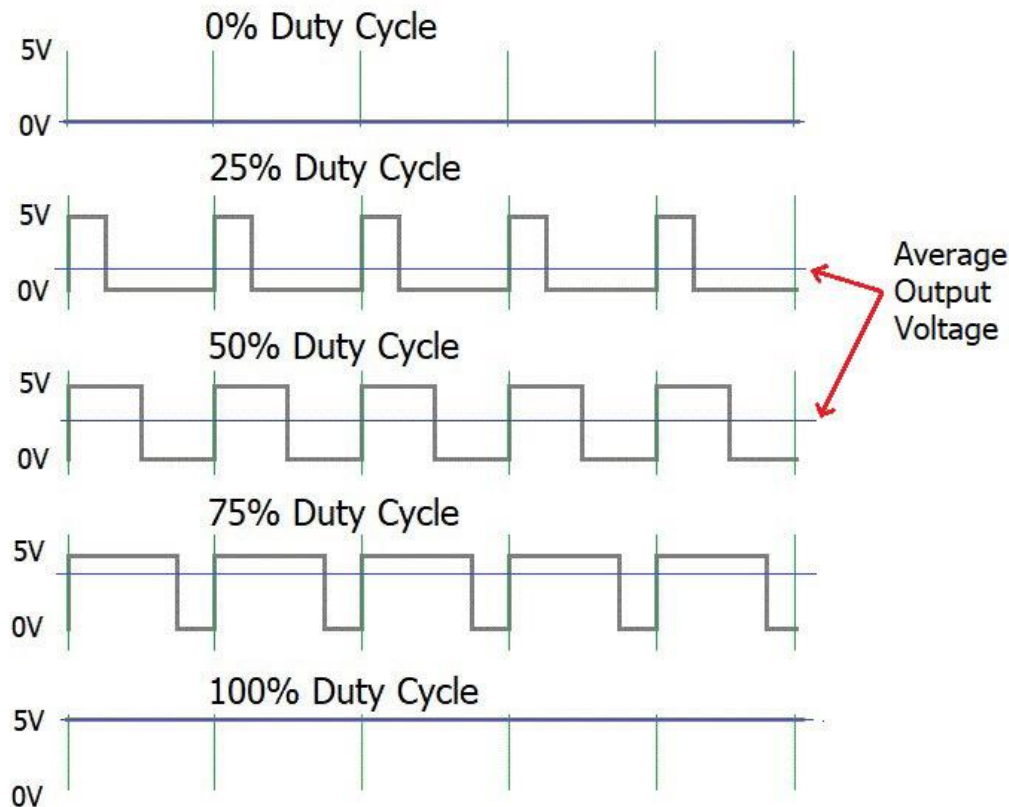 0% Duty Cycle
5V
0V
25% Duty Cycle
5V
0V
Average
Output
Voltage
50% Duty Cycle
5V
0V
75% Duty Cycle
5V
0V
100% Duty Cycle
5V
0V